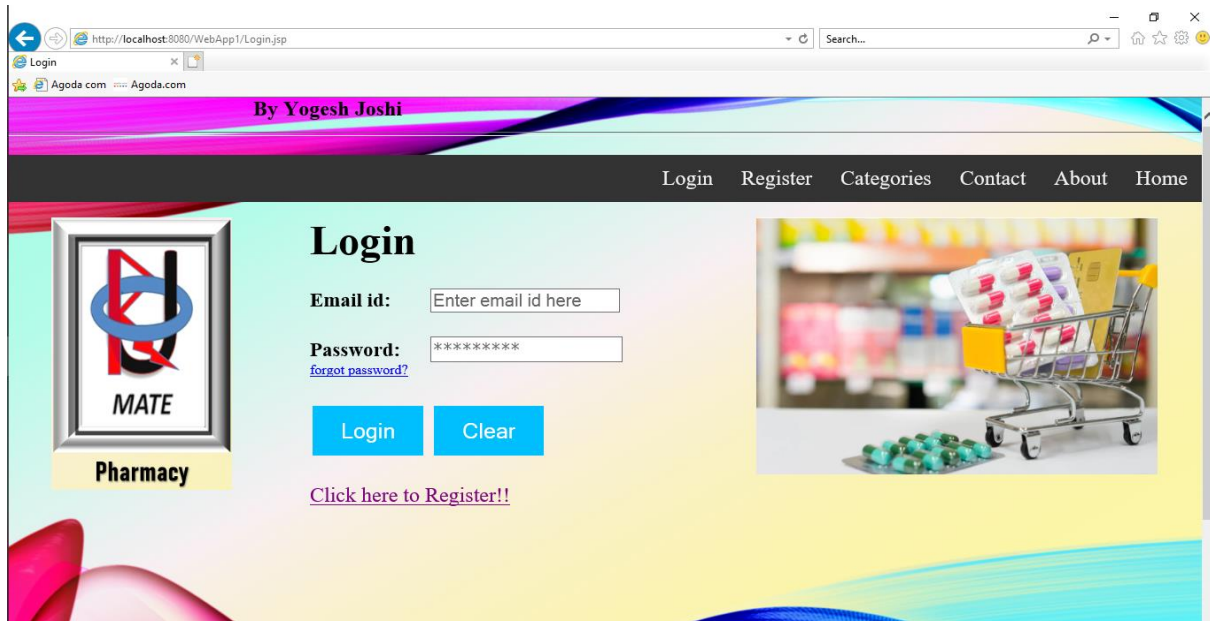 http://localhost:8080/WebApp1/Login.jsp
Search...
Login
Agoda com Agoda.com
By Yogesh Joshi
Login Register Categories Contact About Home
MATE
Pharmacy
Login
Email id: Enter email id here
Password: *********
forgot password?
Login Clear
Click here to Register!!